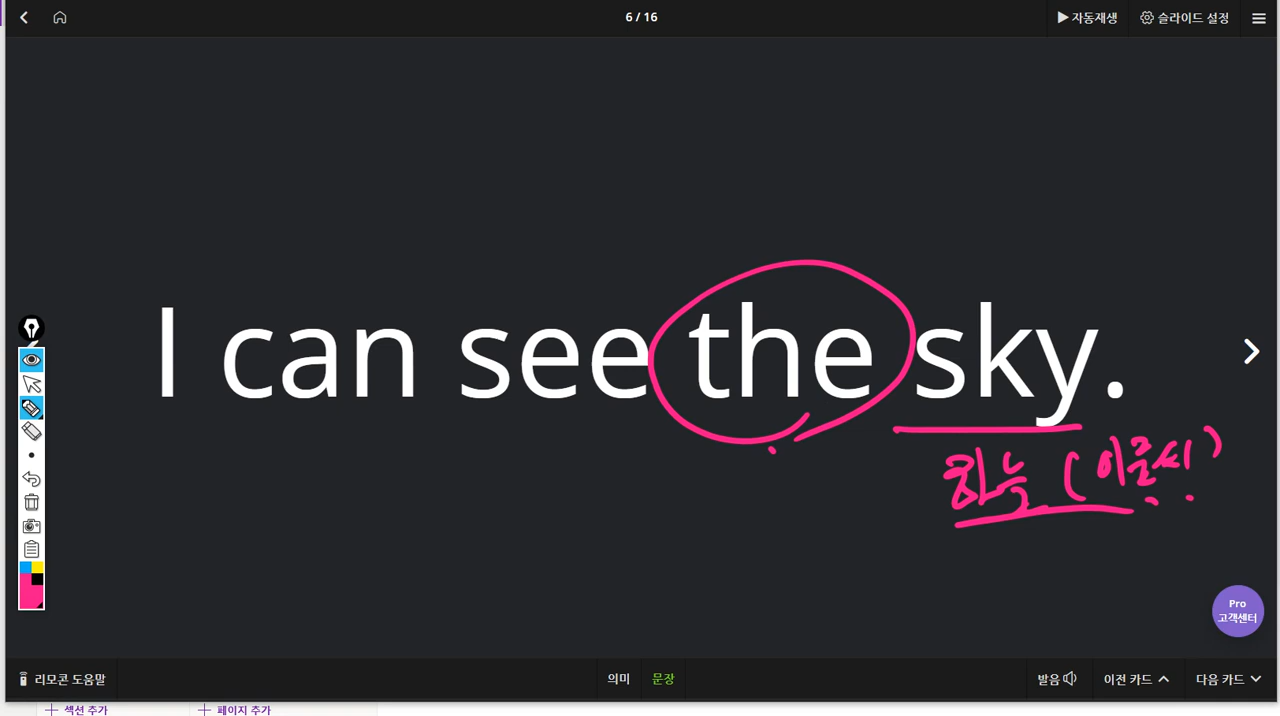 6 / 16
자동재생
슬라이드 설정
I can see the sky.
하늘 (이름씨)
Pro
고객센터
리모콘 도움말
의미
문장
발음
이전 카드
다음 카드
섹션 추가
페이지 추가